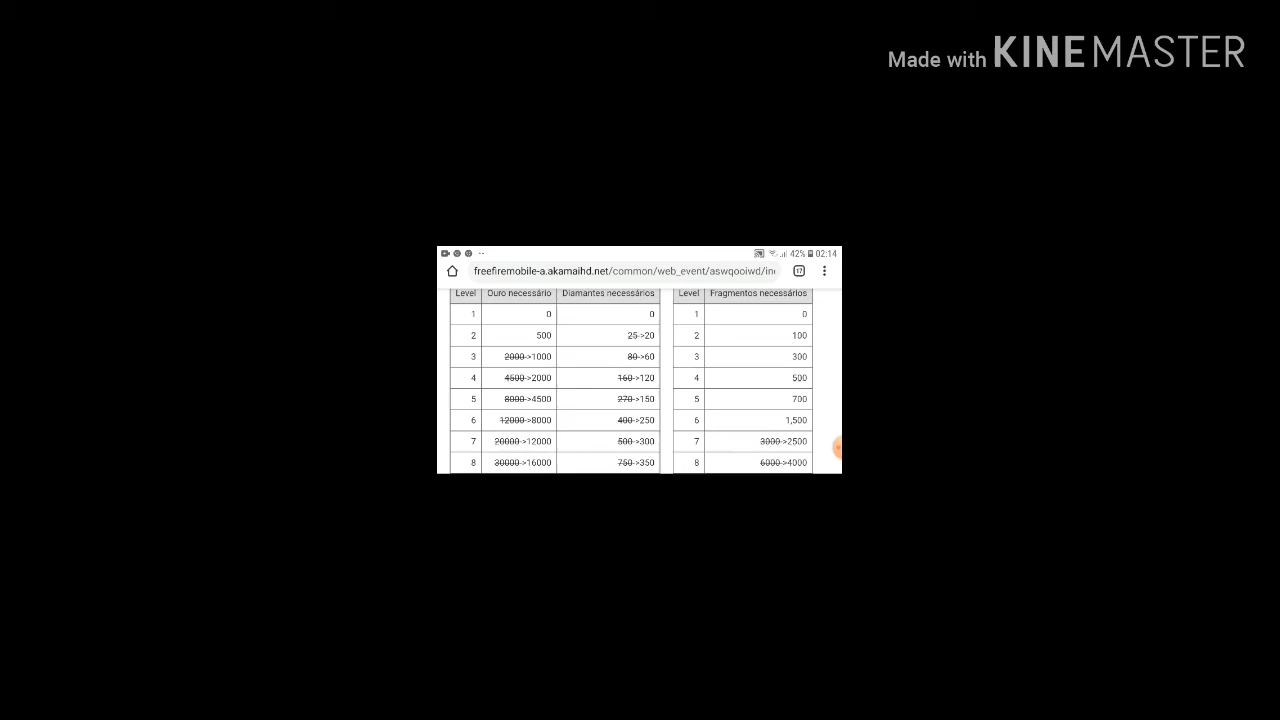 Made with KINEMASTER
42% 02:14
freefiremobile-a.akamaihd.net/common/web_event/aswqooiwd/in
17
Level Ouro necessário Diamantes necessários Level Fragmentos necessários
1 0 0 1 0
2 500 25->20 2 100
3 2000->1000 80->60 3 300
4 4500->2000 160->120 4 500
5 8000->4500 270->150 5 700
6 12000->8000 400->250 6 1,500
7 20000->12000 500->300 7 3000->2500
8 30000->16000 750->350 8 6000->4000